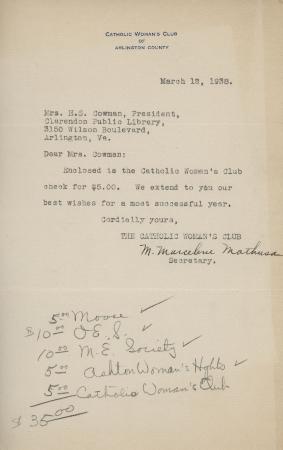 CATHOLIC WOMAN'S CLUB
OF
ARLINGTON COUNTY
March 12, 1938.
Mrs. H.S. Cowman, President,
Clarendon Public Library,
3150 Wilson Boulevard,
Arlington, Va.
Dear Mrs. Cowman:
Enclosed is the Catholic Women's Club
check for $5.00. We extend to you our
best wishes for a most successful year.
Cordially yours,
THE CATHOLIC WOMAN'S CLUB
M. Marcelene Mathusa
Secretary.
5.00 Moose ✓
$10.00 O.E.S. ✓
10.00 M.E. Society ✓
5.00 Ashton Woman's Hghts ✓
5.00 Catholic Woman's Club
$35.00